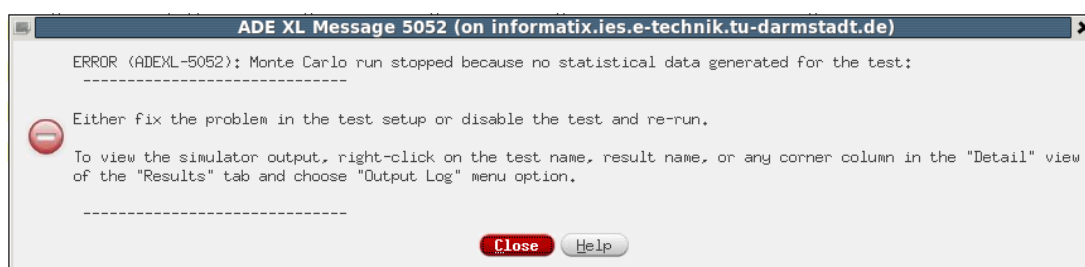 ADE XL Message 5052 (on informatix.ies.e-technik.tu-darmstadt.de)
ERROR (ADEXL-5052): Monte Carlo run stopped because no statistical data generated for the test:
------------------------------
Either fix the problem in the test setup or disable the test and re-run.
To view the simulator output, right-click on the test name, result name, or any corner column in the "Detail" view
of the "Results" tab and choose "Output Log" menu option.
------------------------------
Close Help